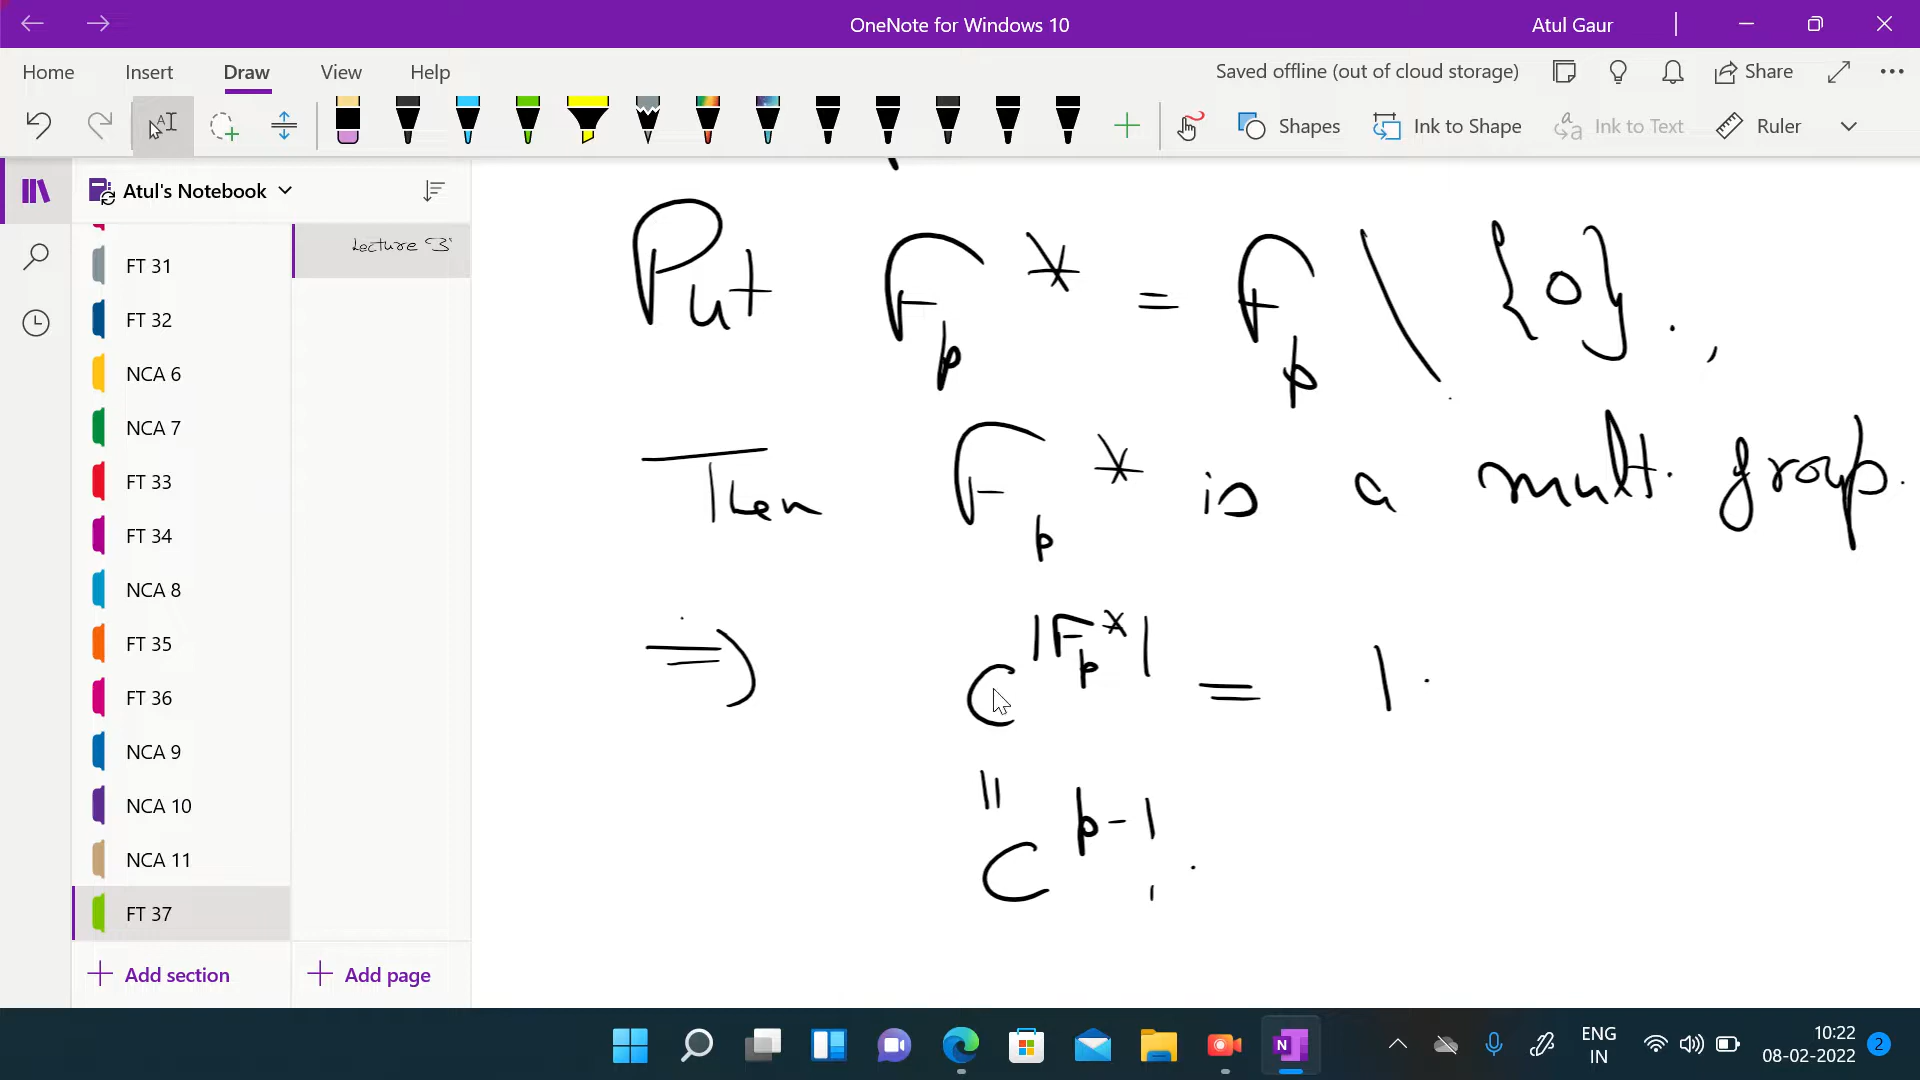 OneNote for Windows 10
Atul Gaur
Home Insert Draw View Help
Saved offline (out of cloud storage)
Share
Shapes
Ink to Shape
Ink to Text
Ruler
Atul's Notebook
FT 31
FT 32
NCA 6
NCA 7
FT 33
FT 34
NCA 8
FT 35
FT 36
NCA 9
NCA 10
NCA 11
FT 37
Add section
Lecture 3
Add page
Put F_p^* = F_p \ {0}.,
Then F_p^* is a mult. group.
⇒ C^{|F_p^*|} = 1.
"
C^{p-1}.
ENG
IN
10:22
08-02-2022
2